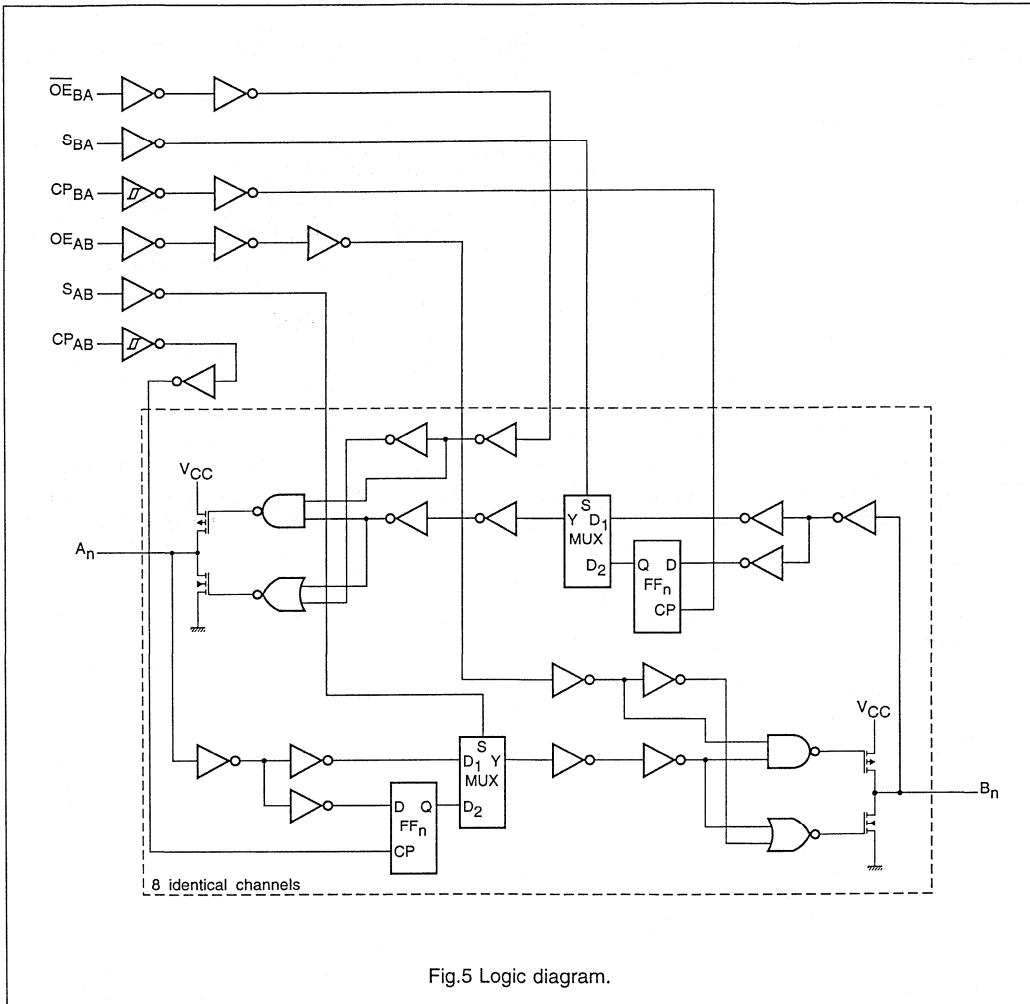 OE̅BA
SBA
CPBA
OEAB
SAB
CPAB
VCC
S
Y D1
MUX
D2
Q D
FFn
CP
An
VCC
S
D1 Y
MUX
D2
D Q
FFn
CP
Bn
8 identical channels
Fig.5 Logic diagram.